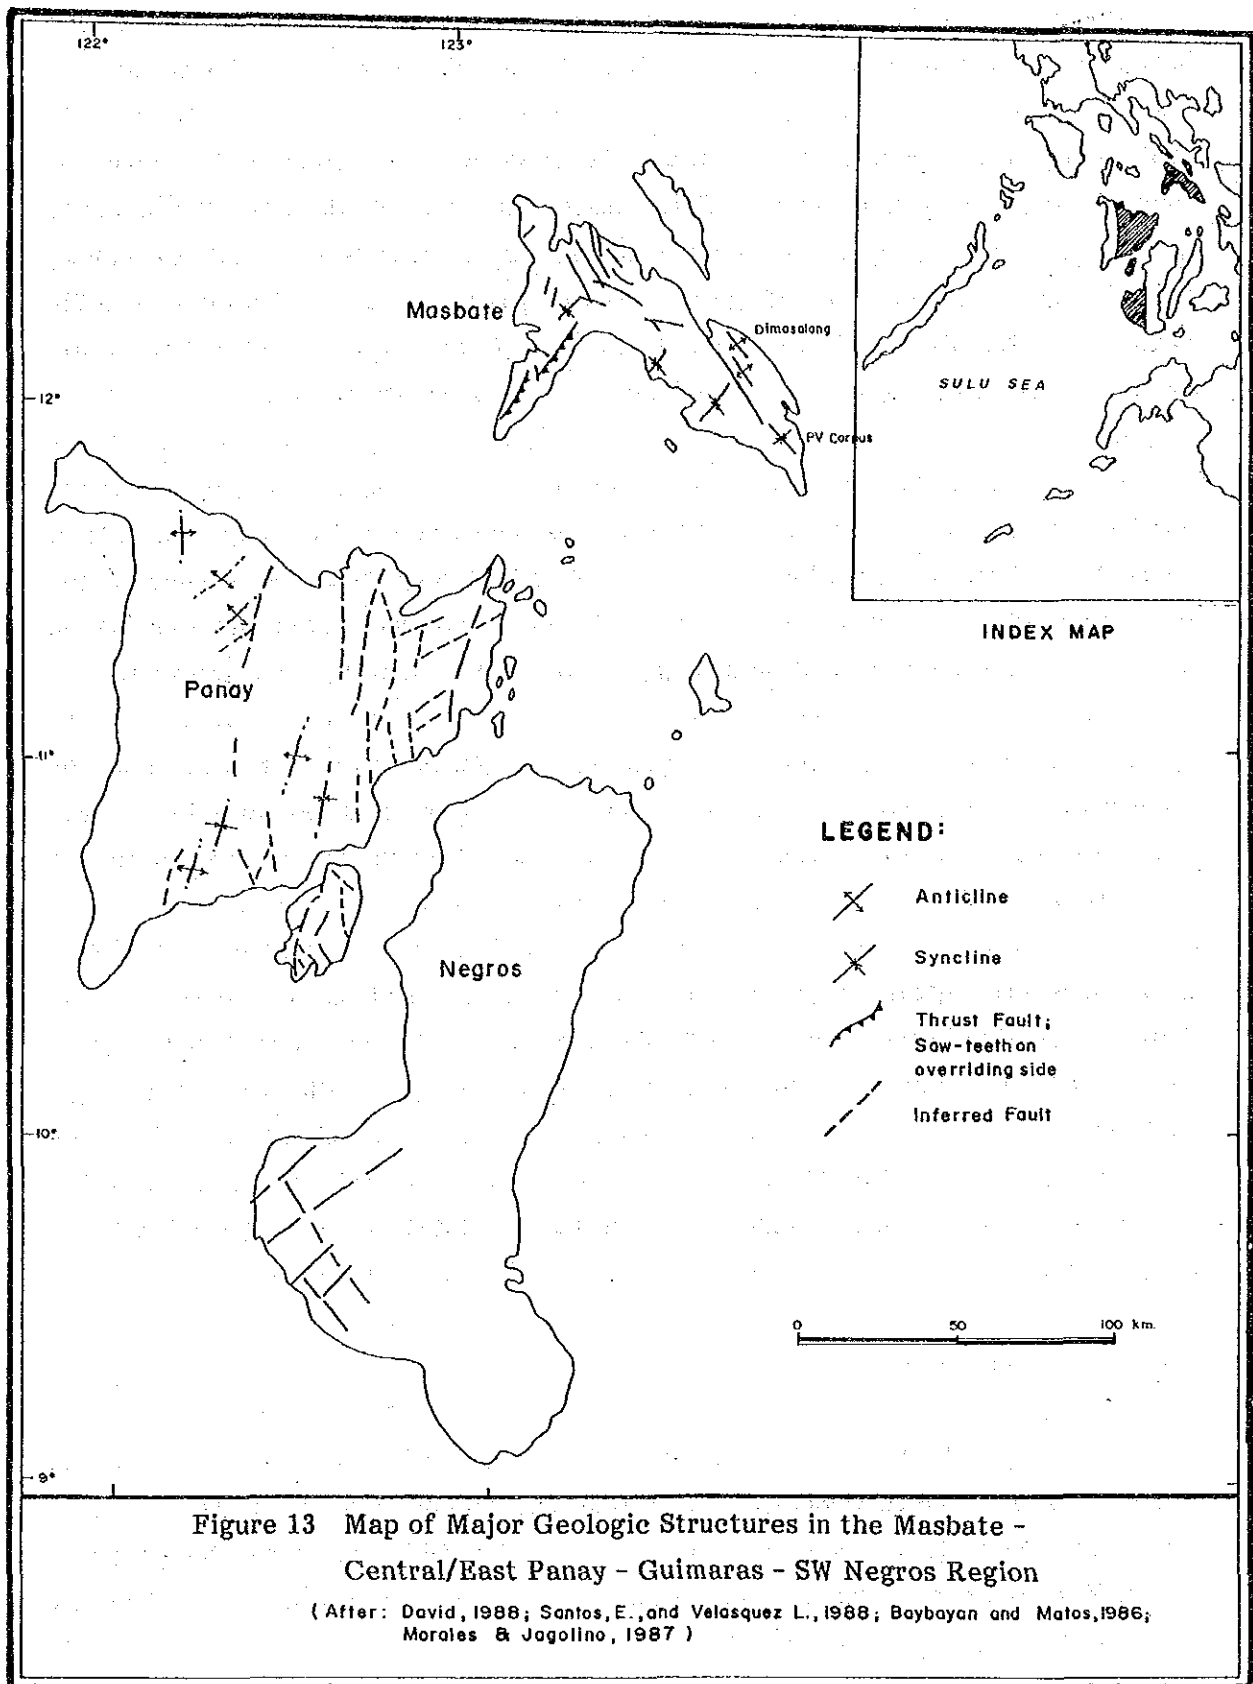 122°
123°
Masbate
Dimasalang
12°
PV Corpus
SULU SEA
INDEX MAP
Panay
11°
LEGEND:
Anticline
Syncline
Negros
Thrust Fault;
Saw-teeth on
overriding side
Inferred Fault
10°
0 50 100 km.
9°
Figure 13 Map of Major Geologic Structures in the Masbate -
Central/East Panay - Guimaras - SW Negros Region
(After: David, 1988; Santos, E., and Velasquez L., 1988; Baybayan and Matos, 1986;
Morales & Jagolino, 1987)